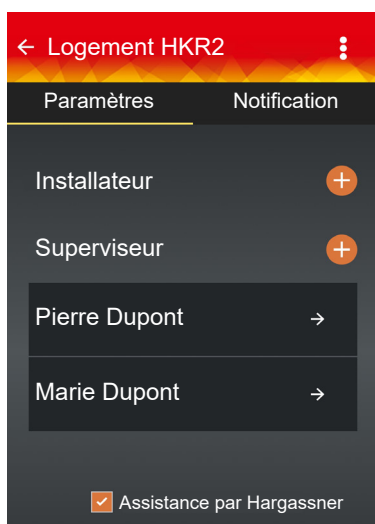 Logement HKR2
Paramètres Notification
Installateur
Superviseur
Pierre Dupont
Marie Dupont
Assistance par Hargassner